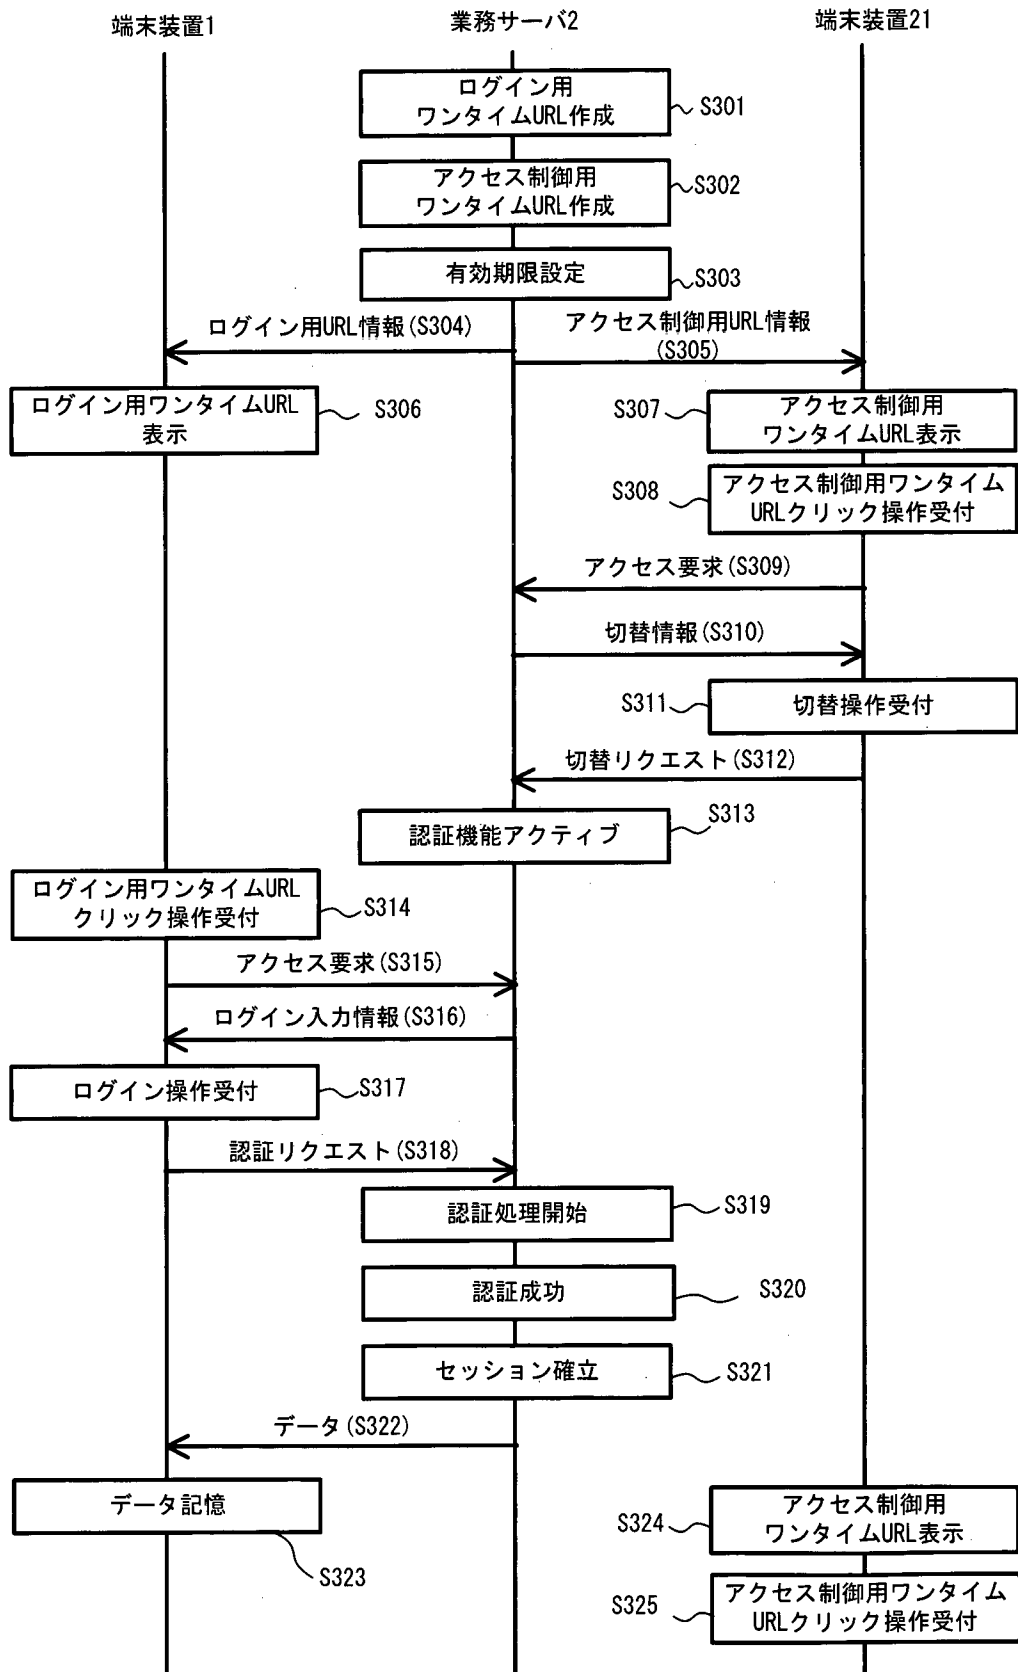 端末装置1
業務サーバ2
端末装置21
ログイン用
ワンタイムURL作成
S301
アクセス制御用
ワンタイムURL作成
S302
有効期限設定
S303
ログイン用URL情報(S304)
アクセス制御用URL情報
(S305)
ログイン用ワンタイムURL
表示
S306
S307
アクセス制御用
ワンタイムURL表示
S308
アクセス制御用ワンタイム
URLクリック操作受付
アクセス要求(S309)
切替情報(S310)
S311
切替操作受付
切替リクエスト(S312)
認証機能アクティブ
S313
ログイン用ワンタイムURL
クリック操作受付
S314
アクセス要求(S315)
ログイン入力情報(S316)
ログイン操作受付
S317
認証リクエスト(S318)
認証処理開始
S319
認証成功
S320
セッション確立
S321
データ(S322)
データ記憶
S323
S324
アクセス制御用
ワンタイムURL表示
S325
アクセス制御用ワンタイム
URLクリック操作受付